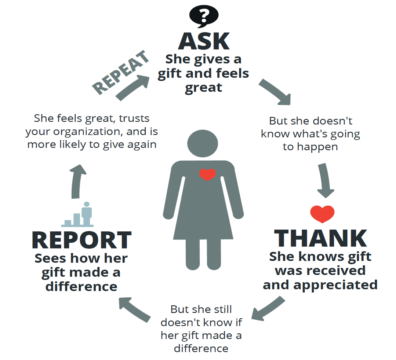 ?
ASK
She gives a
gift and feels
great
But she doesn't
know what's going
to happen
THANK
She knows gift
was received
and appreciated
But she still
doesn't know if
her gift made a
difference
REPORT
Sees how her
gift made a
difference
She feels great, trusts
your organization, and is
more likely to give again
REPEAT